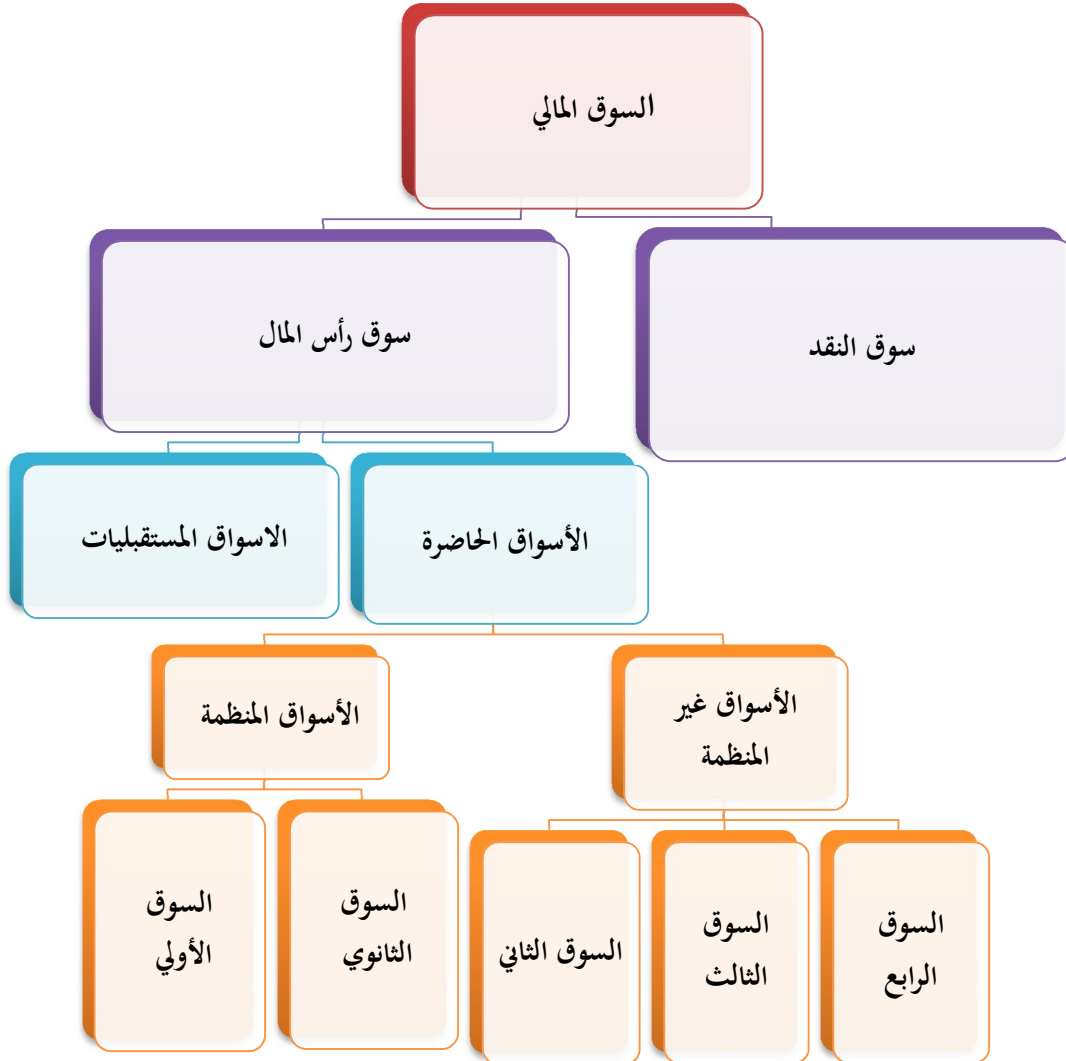 السوق المالي
سوق النقد
سوق رأس المال
الأسواق الحاضرة
الاسواق المستقبليات
الأسواق غير
المنظمة
الأسواق المنظمة
السوق
الرابع
السوق
الثالث
السوق الثاني
السوق
الثانوي
السوق
الأولي